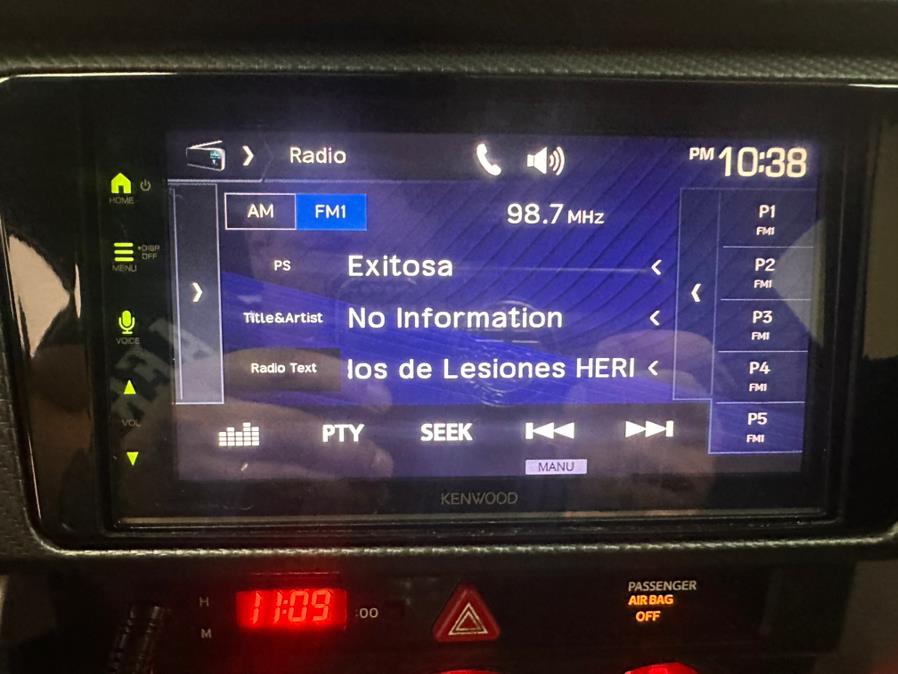 Radio
PM 10:38
AM FM1 98.7 MHz
PS Exitosa
Title&Artist No Information
Radio Text los de Lesiones HERI
PTY SEEK
MANU
P1
FM1
P2
FM1
P3
FM1
P4
FM1
P5
FM1
HOME
MENU
•DISP
OFF
VOICE
VOL
KENWOOD
H
M
11:09 :00
PASSENGER
AIR BAG
OFF